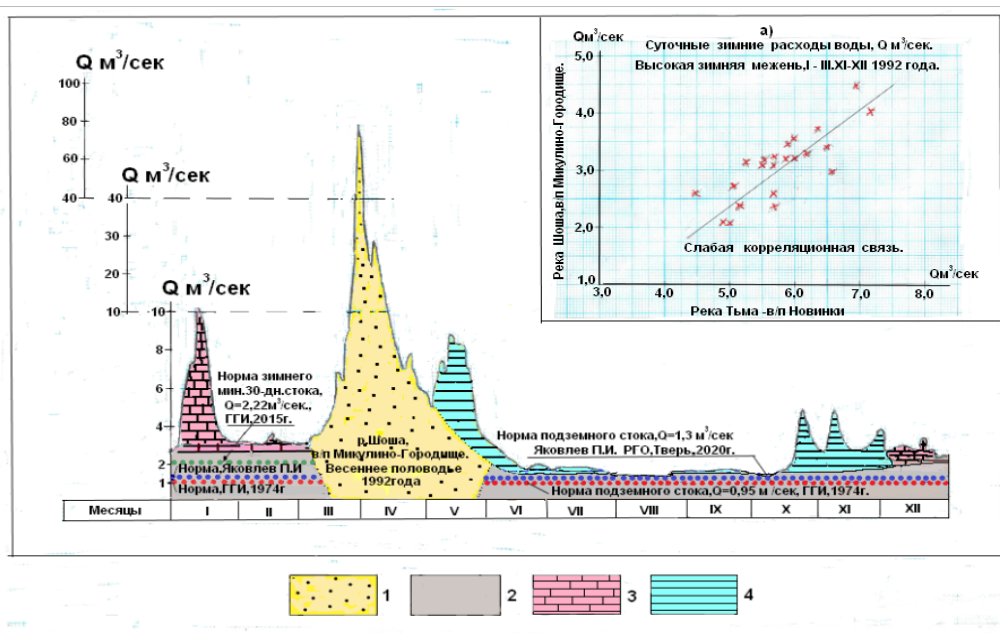 Q м³/сек
100
80
60
40
Q м³/сек
40
30
20
10
Q м³/сек
10
8
6
4
2
1
а)
Qм³/сек
Суточные зимние расходы воды, Q м³/сек.
Высокая зимняя межень,I - III.XI-XII 1992 года.
5,0
4,0
3,0
2,0
1,0
Река Шоша,в/п Микулино-Городище.
Слабая корреляционная связь.
Qм³/сек
3,0 4,0 5,0 6,0 7,0 8,0
Река Тьма -в/п Новинки
Норма зимнего
мин.30-дн.стока,
Q=2,22м³/сек.,
ГГИ,2015г.
Норма,Яковлев П.И
Норма,ГГИ,1974г
р.Шоша,
в/п Микулино-Городище.
Весеннее половодье
1992года
Норма подземного стока,Q=1,3 м³/сек
Яковлев П.И. РГО,Тверь,2020г.
Норма подземного стока,Q=0,95 м /сек, ГГИ,1974г.
Месяцы I II III IV V VI VII VIII IX X XI XII
1 2 3 4